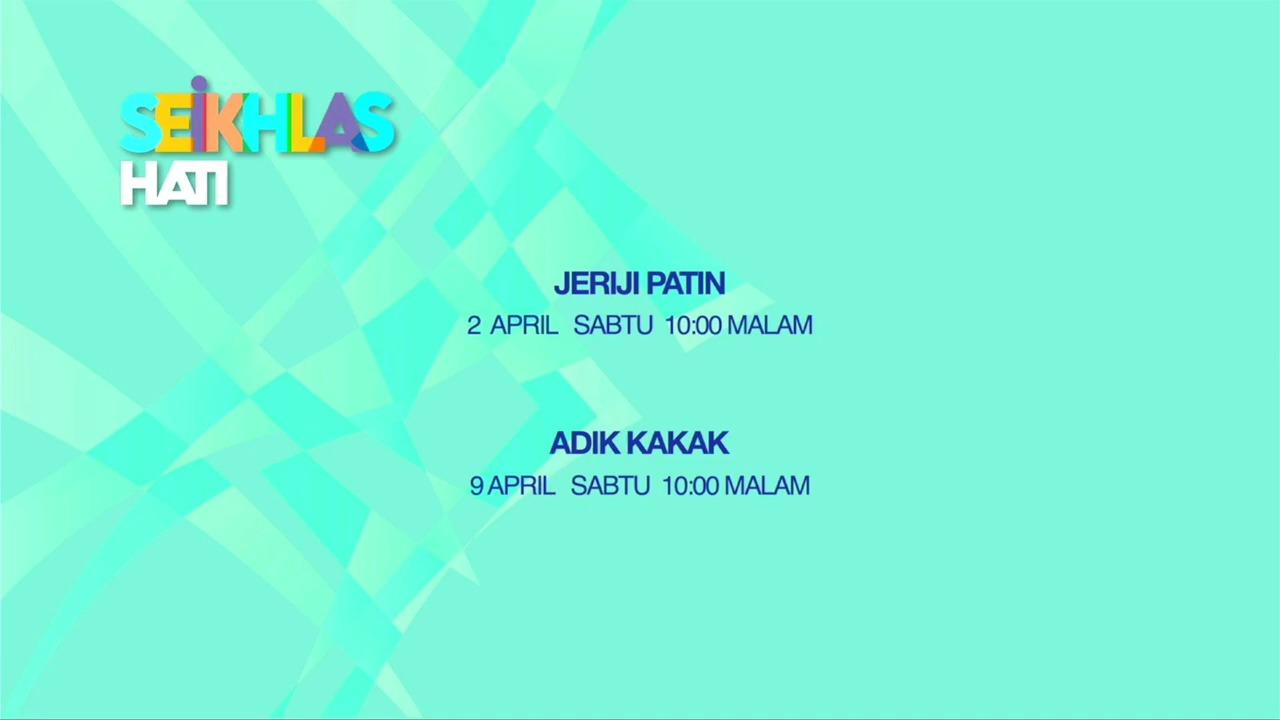 SEIKHLAS
HATI
JERIJI PATIN
2 APRIL SABTU 10:00 MALAM
ADIK KAKAK
9 APRIL SABTU 10:00 MALAM